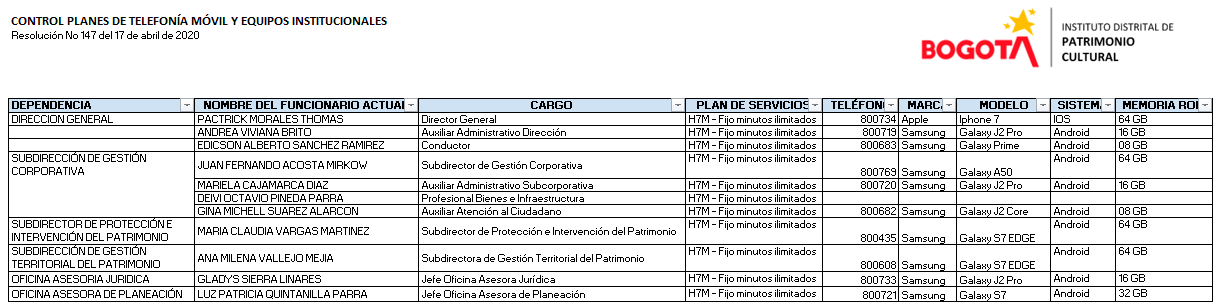 CONTROL PLANES DE TELEFONÍA MÓVIL Y EQUIPOS INSTITUCIONALES
Resolución No 147 del 17 de abril de 2020
BOGOTÁ
INSTITUTO DISTRITAL DE
PATRIMONIO
CULTURAL
DEPENDENCIA NOMBRE DEL FUNCIONARIO ACTUAL CARGO PLAN DE SERVICIOS TELÉFONO MARCA MODELO SISTEMA MEMORIA ROM
DIRECCION GENERAL PACTRICK MORALES THOMAS Director General H7M - Fijo minutos ilimitados 800734 Apple Iphone 7 IOS 64 GB
ANDREA VIVIANA BRITO Auxiliar Administrativo Dirección H7M - Fijo minutos ilimitados 800719 Samsung Galaxy J2 Pro Android 16 GB
EDICSON ALBERTO SANCHEZ RAMIREZ Conductor H7M - Fijo minutos ilimitados 800683 Samsung Galaxy Prime Android 08 GB
SUBDIRECCIÓN DE GESTIÓN
CORPORATIVA JUAN FERNANDO ACOSTA MIRKOW Subdirector de Gestión Corporativa H7M - Fijo minutos ilimitados 800769 Samsung Galaxy A50 Android 64 GB
MARIELA CAJAMARCA DIAZ Auxiliar Administrativo Subcorporativa H7M - Fijo minutos ilimitados 800720 Samsung Galaxy J2 Pro Android 16 GB
DEIVI OCTAVIO PINEDA PARRA Profesional Bienes e Infraestructura H7M - Fijo minutos ilimitados
GINA MICHELL SUAREZ ALARCON Auxiliar Atención al Ciudadano H7M - Fijo minutos ilimitados 800682 Samsung Galaxy J2 Core Android 08 GB
SUBDIRECTOR DE PROTECCIÓN E
INTERVENCIÓN DEL PATRIMONIO MARIA CLAUDIA VARGAS MARTINEZ Subdirector de Protección e Intervención del Patrimonio H7M - Fijo minutos ilimitados 800435 Samsung Galaxy S7 EDGE Android 64 GB
SUBDIRECCIÓN DE GESTIÓN
TERRITORIAL DEL PATRIMONIO ANA MILENA VALLEJO MEJIA Subdirectora de Gestión Territorial del Patrimonio H7M - Fijo minutos ilimitados 800608 Samsung Galaxy S7 EDGE Android 64 GB
OFICINA ASESORIA JURIDICA GLADYS SIERRA LINARES Jefe Oficina Asesora Jurídica H7M - Fijo minutos ilimitados 800733 Samsung Galaxy J2 Pro Android 16 GB
OFICINA ASESORA DE PLANEACIÓN LUZ PATRICIA QUINTANILLA PARRA Jefe Oficina Asesora de Planeación H7M - Fijo minutos ilimitados 800721 Samsung Galaxy S7 Android 32 GB